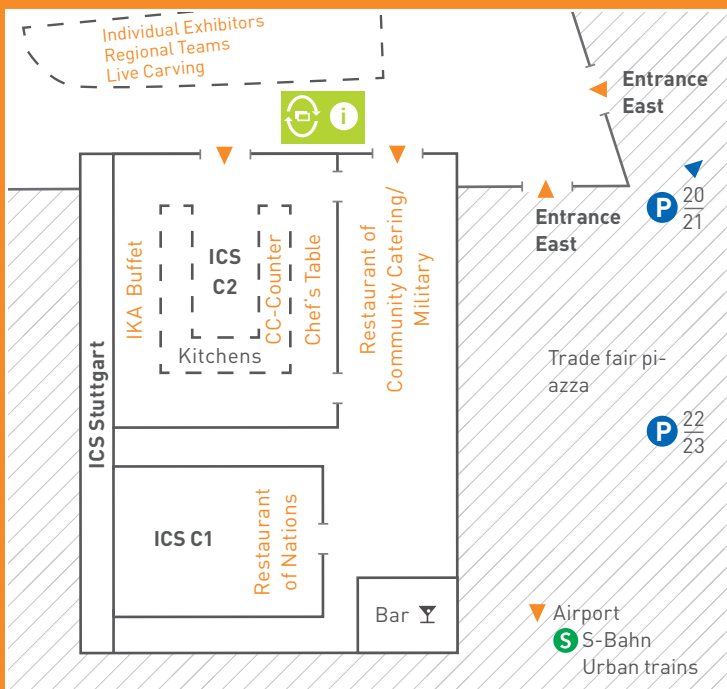 Individual Exhibitors
Regional Teams
Live Carving
i
Entrance
East
Entrance
East
P 20
21
ICS Stuttgart
IKA Buffet
ICS
C2
CC-Counter
Chef's Table
Kitchens
Restaurant of
Community Catering/
Military
Trade fair pi-
azza
P 22
23
ICS C1
Restaurant
of Nations
Bar
Airport
S S-Bahn
Urban trains